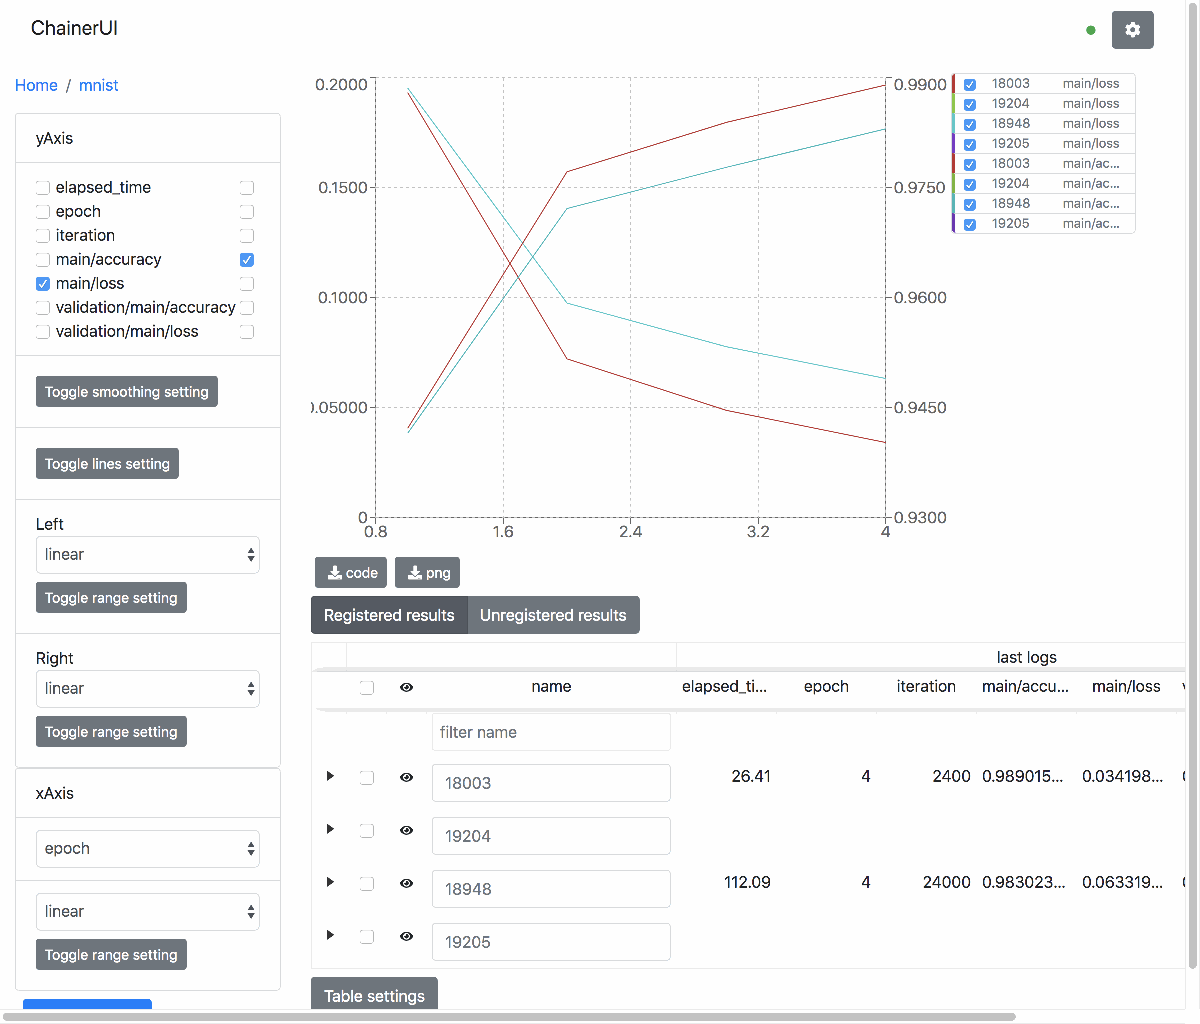 ChainerUI
Home / mnist
yAxis
elapsed_time
epoch
iteration
main/accuracy
main/loss
validation/main/accuracy
validation/main/loss
Toggle smoothing setting
Toggle lines setting
Left
linear
Toggle range setting
Right
linear
Toggle range setting
xAxis
epoch
linear
Toggle range setting
0.2000
0.1500
0.1000
0.05000
0
0.9900
0.9750
0.9600
0.9450
0.9300
0.8 1.6 2.4 3.2 4
18003 main/loss
19204 main/loss
18948 main/loss
19205 main/loss
18003 main/ac...
19204 main/ac...
18948 main/ac...
19205 main/ac...
code png
Registered results Unregistered results
last logs
name elapsed_ti... epoch iteration main/accu... main/loss
filter name
18003 26.41 4 2400 0.989015... 0.034198...
19204
18948 112.09 4 24000 0.983023... 0.063319...
19205
Table settings